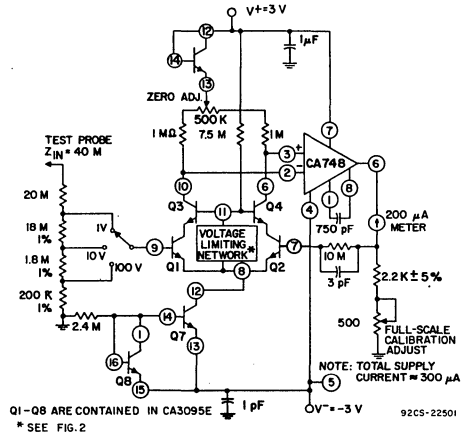 V+=3 V
12
1μF
14
13
ZERO ADJ.
500 K
7
TEST PROBE
ZIN = 40 M
1 MΩ
7.5 M
1 M
3
+
CA748
6
2
-
1
8
4
20 M
10
6
750 pF
200 μA
METER
Q3
11
Q4
18 M
1%
1V
VOLTAGE
LIMITING
NETWORK*
9
7
10 V
10 M
1.8 M
1%
100 V
Q1
8
Q2
3 pF
2.2K ± 5%
12
200 K
1%
2.4 M
14
Q7
500
1
13
FULL-SCALE
CALIBRATION
ADJUST
16
Q8
15
5
NOTE: TOTAL SUPPLY
CURRENT ≈ 300 μA
1 pF
V-= -3 V
Q1-Q8 ARE CONTAINED IN CA3095E
* SEE FIG.2
92CS-22501